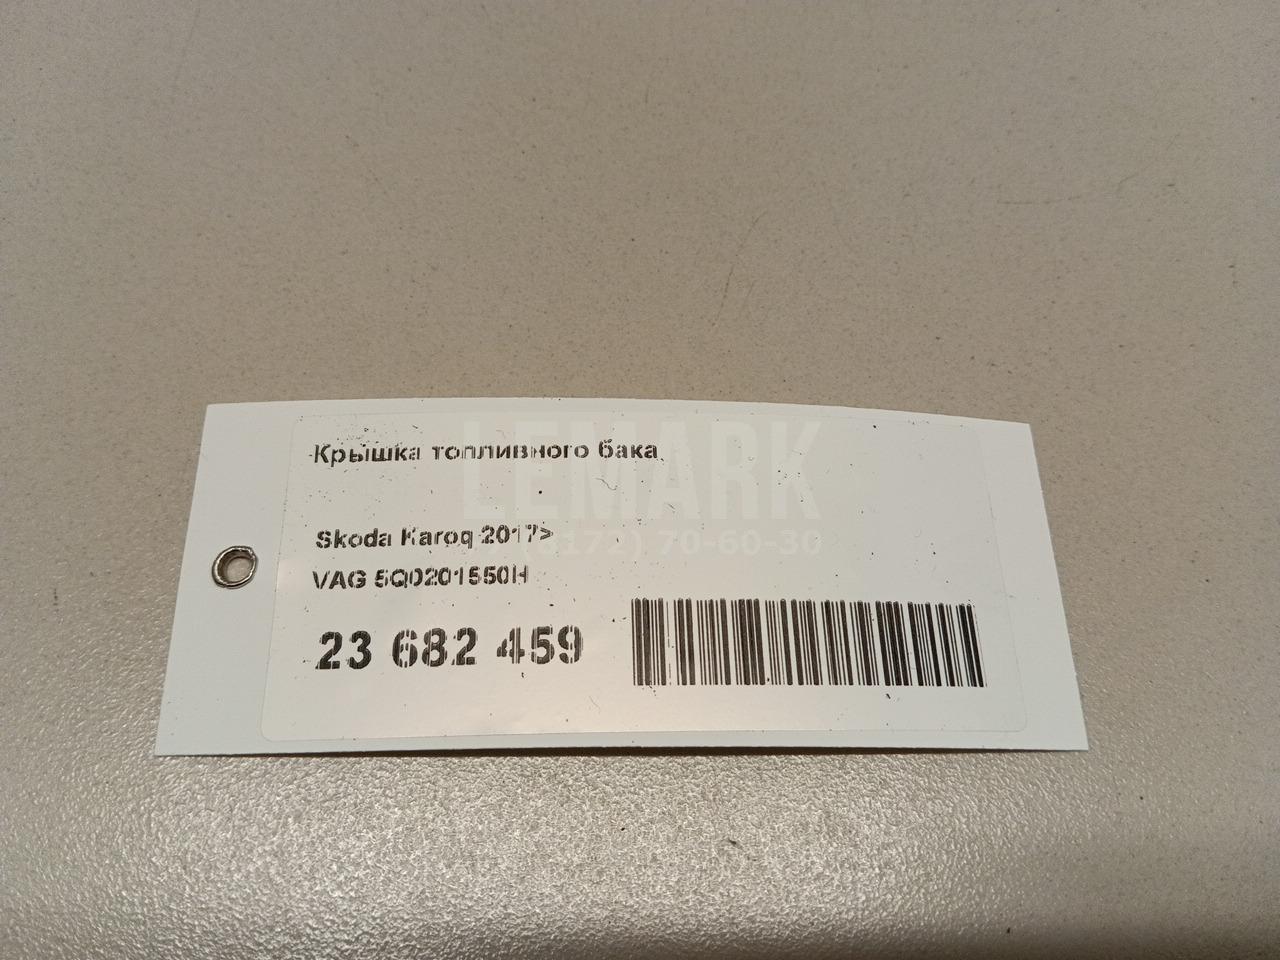 Крышка топливного бака
LEMARK
Skoda Karoq 2017>
(8172) 70-60-30
VAG 5Q0201550H
23 682 459